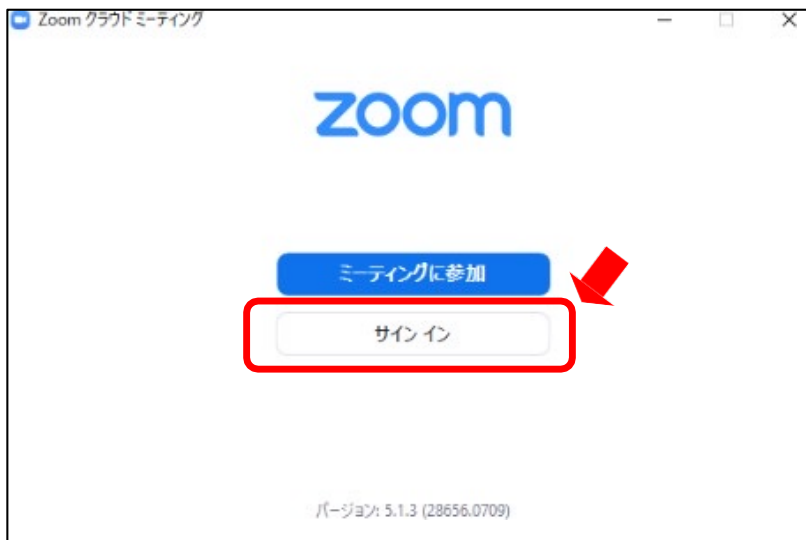 Zoom クラウド ミーティング
zoom
ミーティングに参加
サイン イン
バージョン: 5.1.3 (28656.0709)